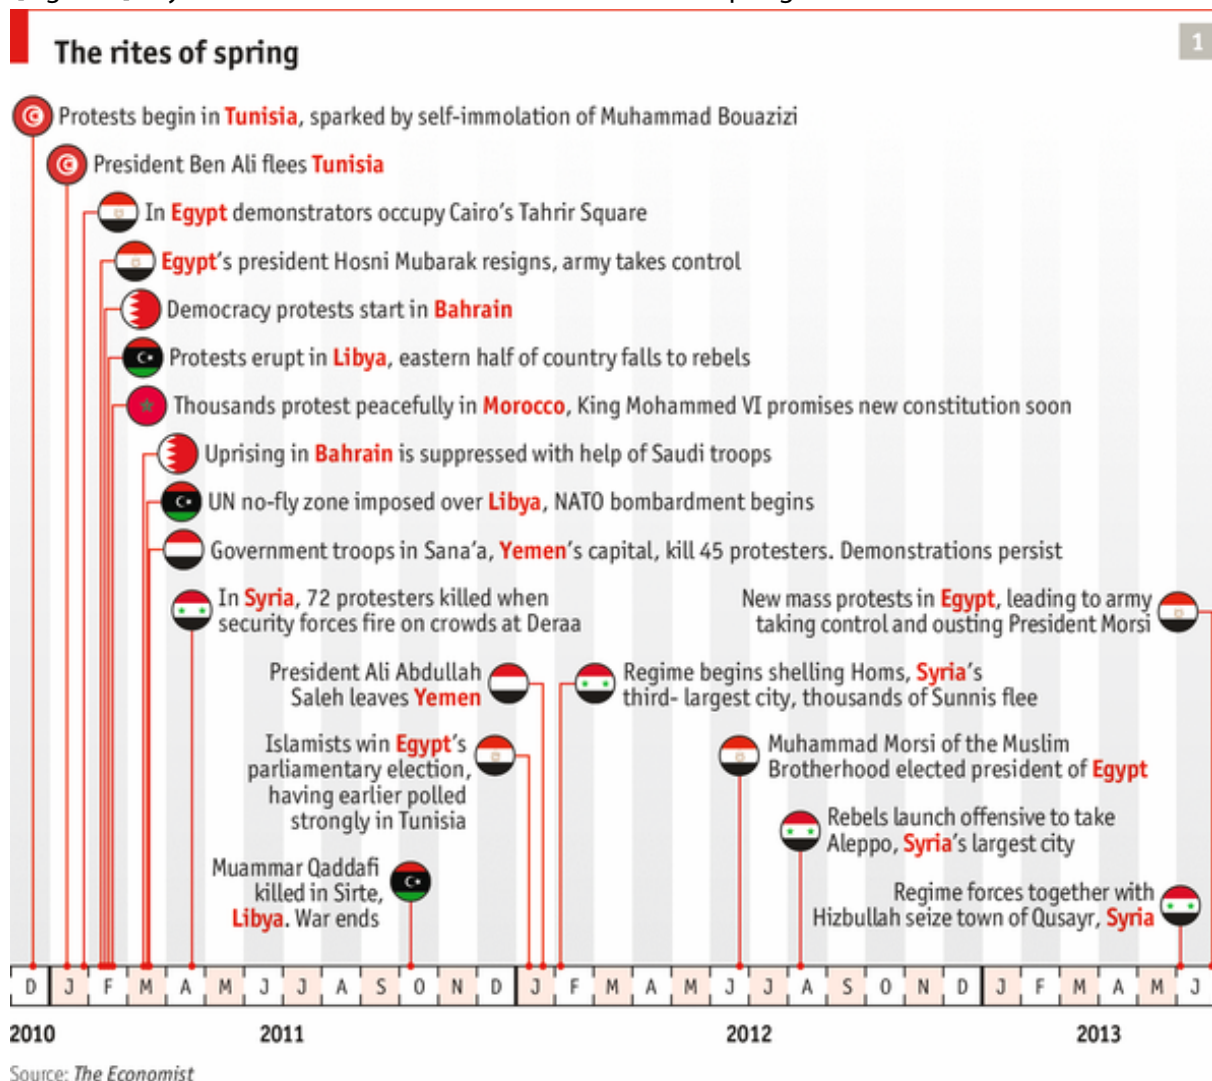 The rites of spring
1
Protests begin in Tunisia, sparked by self-immolation of Muhammad Bouazizi
President Ben Ali flees Tunisia
In Egypt demonstrators occupy Cairo's Tahrir Square
Egypt's president Hosni Mubarak resigns, army takes control
Democracy protests start in Bahrain
Protests erupt in Libya, eastern half of country falls to rebels
Thousands protest peacefully in Morocco, King Mohammed VI promises new constitution soon
Uprising in Bahrain is suppressed with help of Saudi troops
UN no-fly zone imposed over Libya, NATO bombardment begins
Government troops in Sana'a, Yemen's capital, kill 45 protesters. Demonstrations persist
In Syria, 72 protesters killed when
security forces fire on crowds at Deraa
New mass protests in Egypt, leading to army
taking control and ousting President Morsi
President Ali Abdullah
Saleh leaves Yemen
Regime begins shelling Homs, Syria's
third- largest city, thousands of Sunnis flee
Islamists win Egypt's
parliamentary election,
having earlier polled
strongly in Tunisia
Muhammad Morsi of the Muslim
Brotherhood elected president of Egypt
Rebels launch offensive to take
Aleppo, Syria's largest city
Muammar Qaddafi
killed in Sirte,
Libya. War ends
Regime forces together with
Hizbullah seize town of Qusayr, Syria
D J F M A M J J A S O N D J F M A M J J A S O N D J F M A M J
2010 2011 2012 2013
Source: The Economist